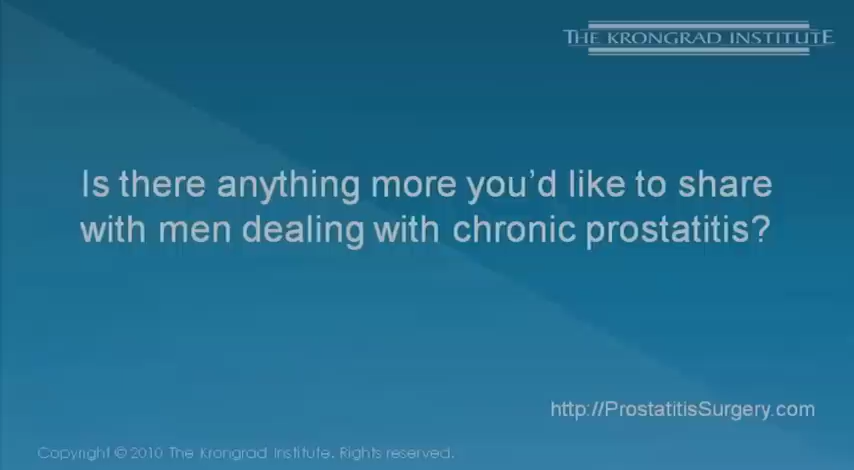 THE KRONGRAD INSTITUTE
Is there anything more you'd like to share
with men dealing with chronic prostatitis?
http://ProstatitisSurgery.com
Copyright © 2010 The Krongrad Institute. Rights reserved.